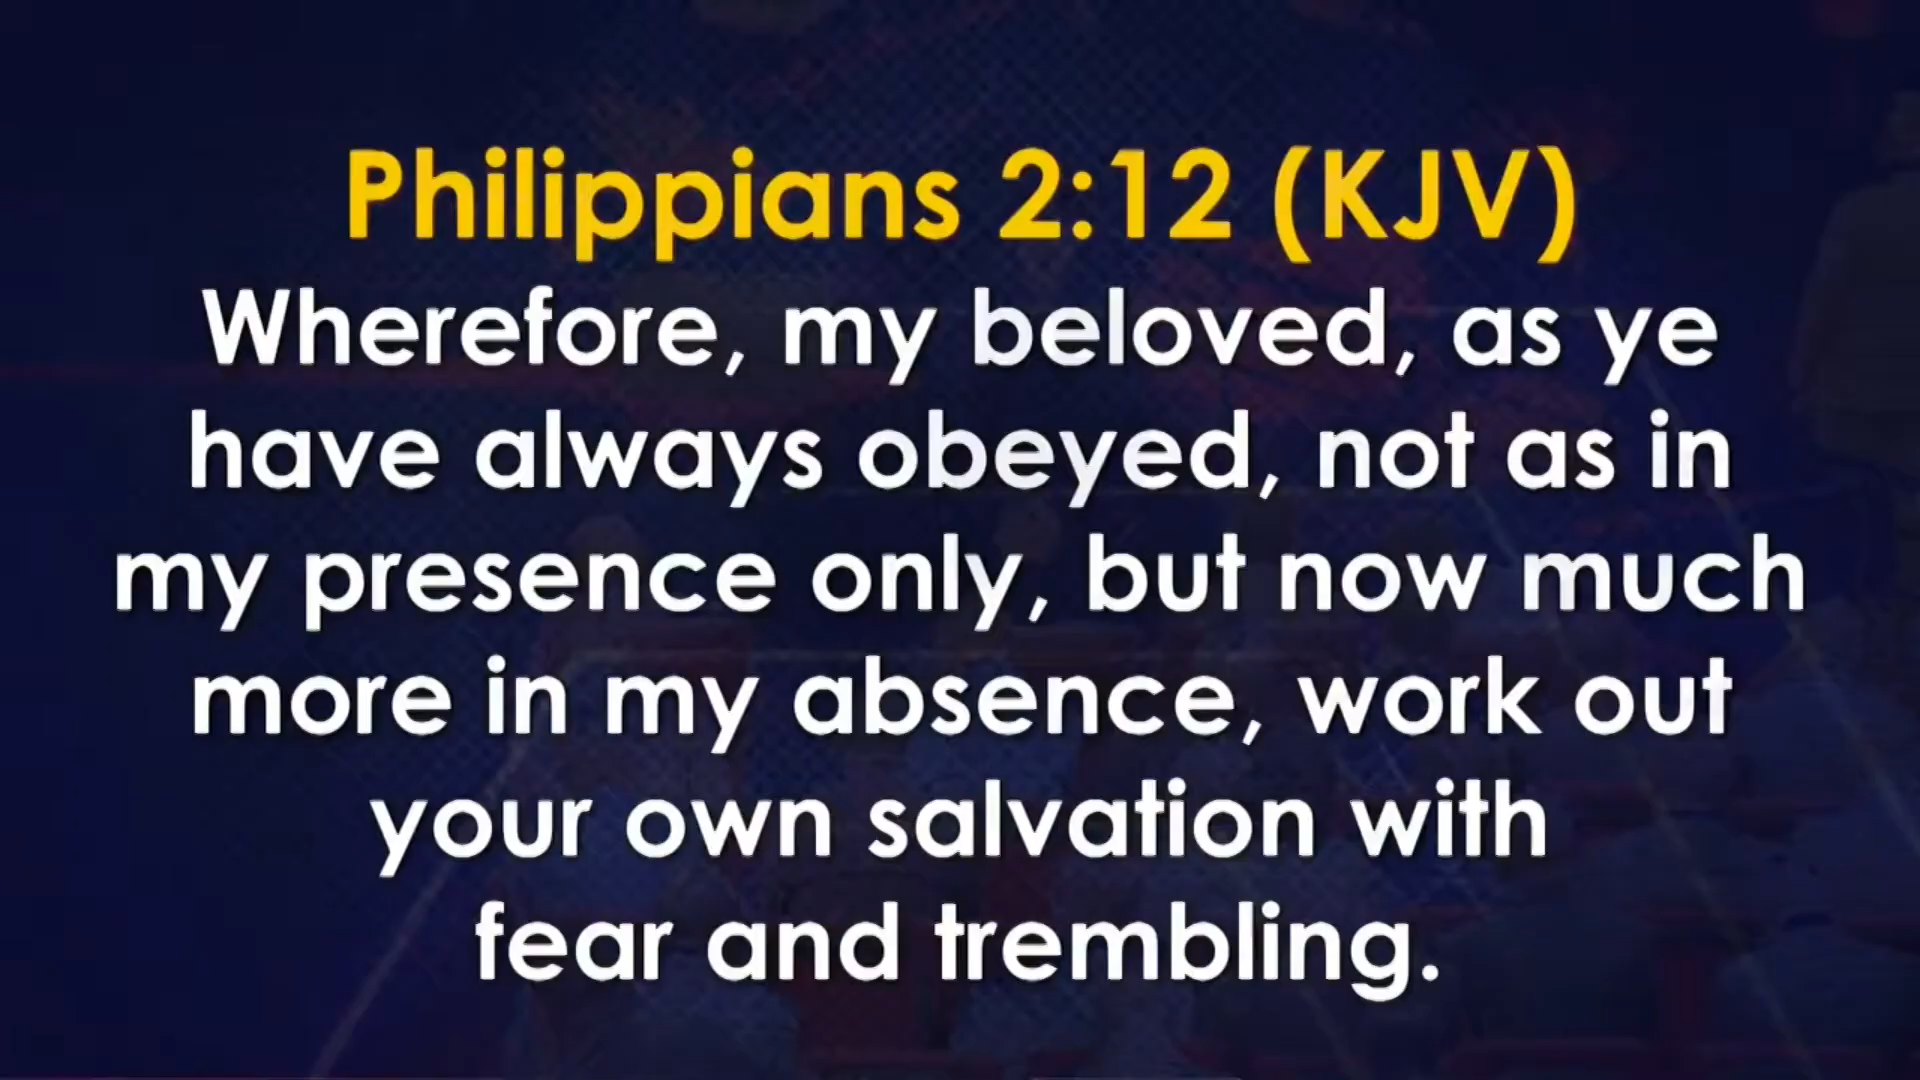 Philippians 2:12 (KJV)
Wherefore, my beloved, as ye
have always obeyed, not as in
my presence only, but now much
more in my absence, work out
your own salvation with
fear and trembling.